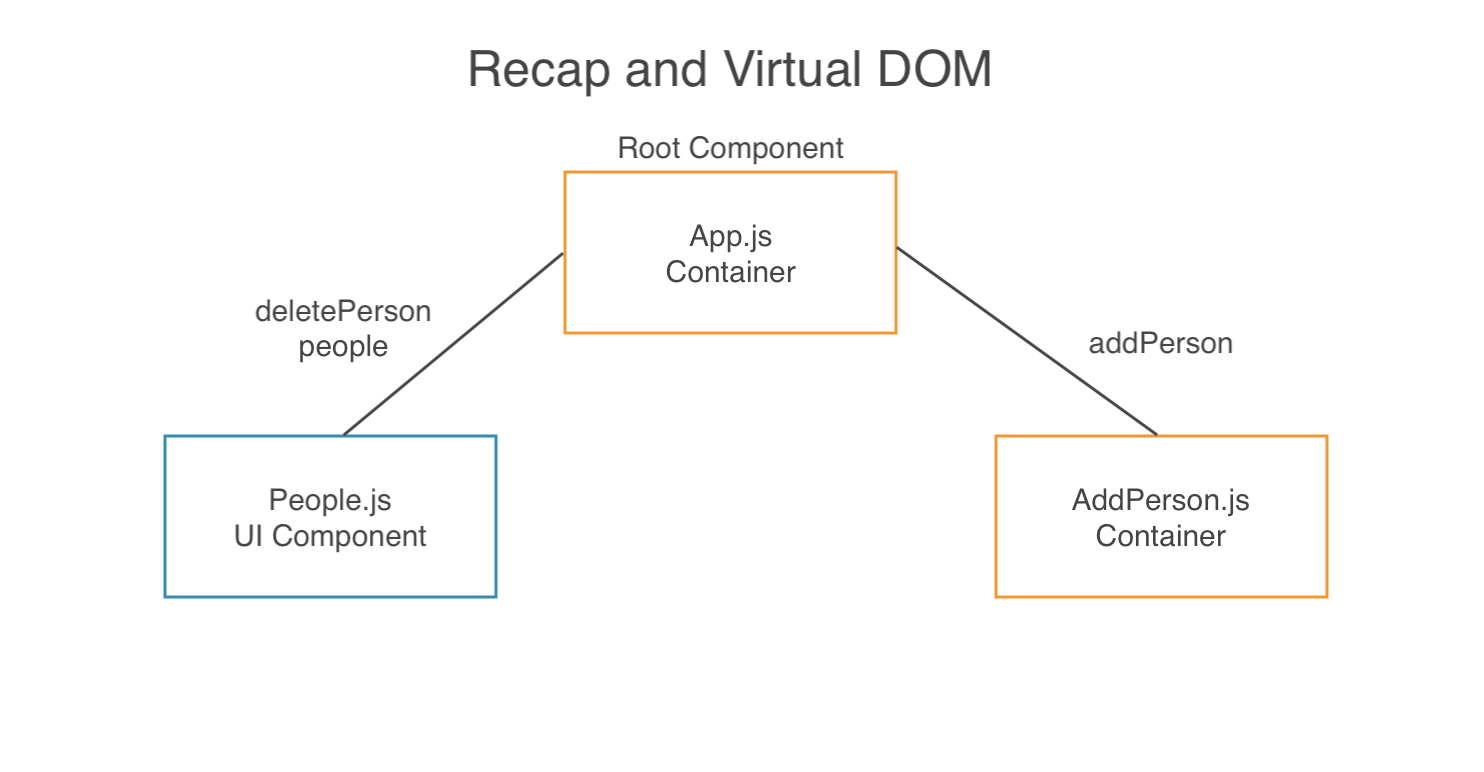 Recap and Virtual DOM
Root Component
App.js
Container
deletePerson
people
addPerson
People.js
UI Component
AddPerson.js
Container